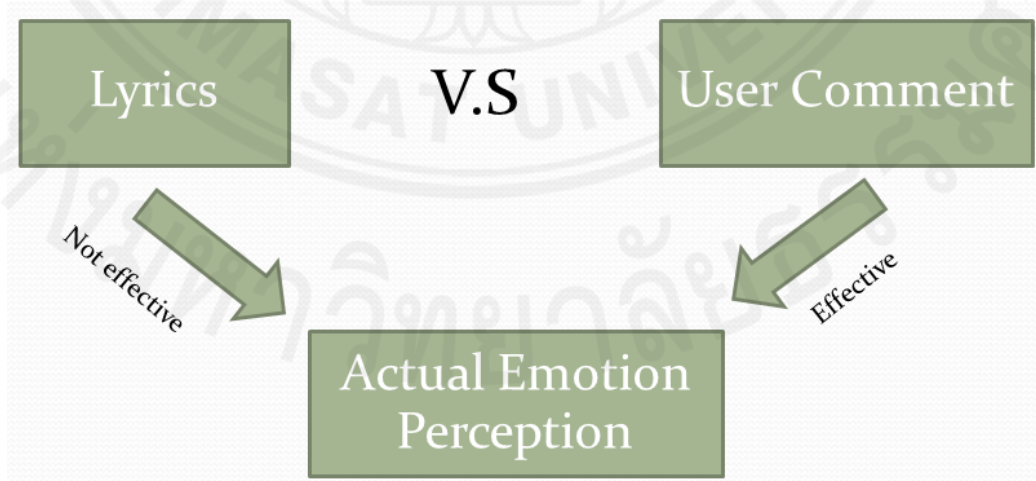 Lyrics
V.S
User Comment
Not effective
Effective
Actual Emotion
Perception